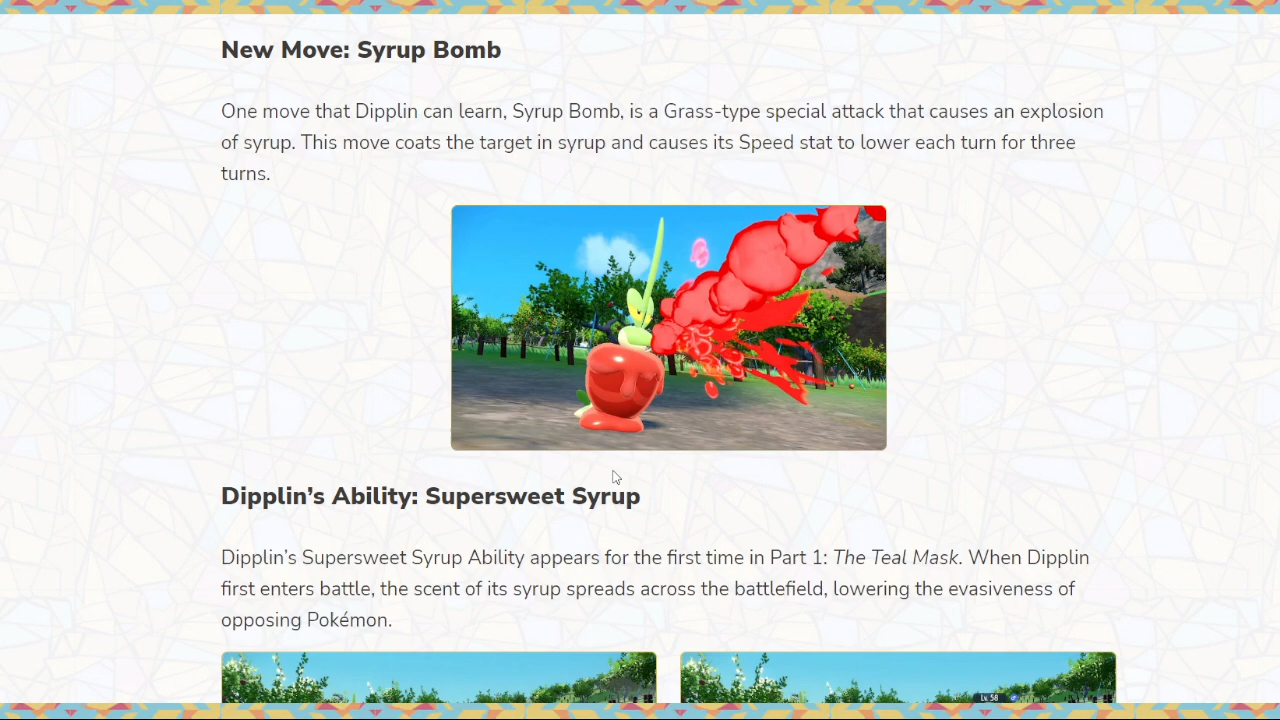 New Move: Syrup Bomb
One move that Dipplin can learn, Syrup Bomb, is a Grass-type special attack that causes an explosion
of syrup. This move coats the target in syrup and causes its Speed stat to lower each turn for three
turns.
Dipplin’s Ability: Supersweet Syrup
Dipplin’s Supersweet Syrup Ability appears for the first time in Part 1: The Teal Mask. When Dipplin
first enters battle, the scent of its syrup spreads across the battlefield, lowering the evasiveness of
opposing Pokémon.
Lv. 58